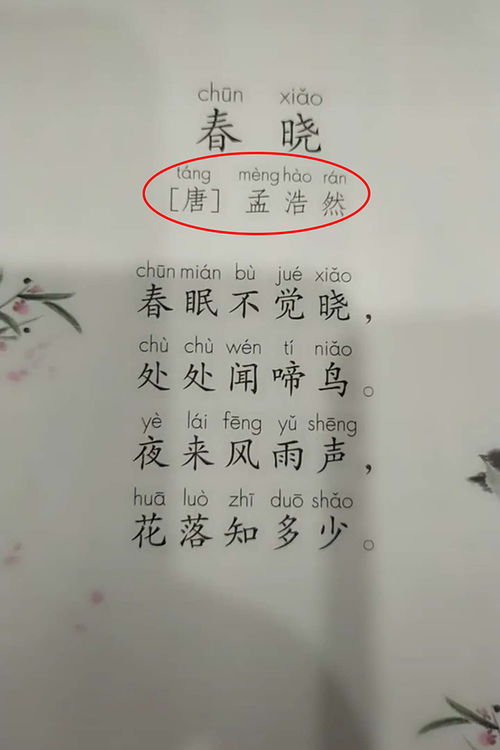 chūn xiǎo
春 晓
táng mèng hào rán
[唐] 孟 浩 然
chūn mián bù jué xiǎo
春 眠 不 觉 晓，
chù chù wén tí niǎo
处 处 闻 啼 鸟。
yè lái fēng yǔ shēng
夜 来 风 雨 声，
huā luò zhī duō shǎo
花 落 知 多 少。